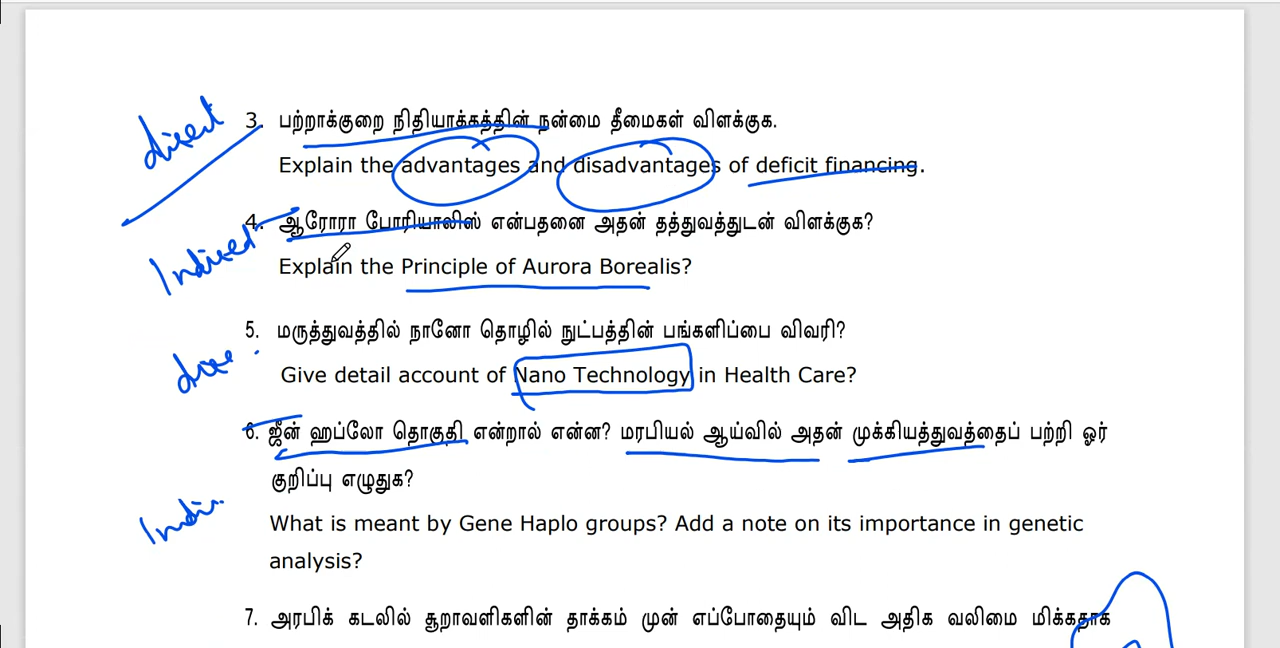 direct
3. பற்றாக்குறை நிதியாக்கத்தின் நன்மை தீமைகள் விளக்குக.
Explain the advantages and disadvantages of deficit financing.
4. ஆரோரா போரியாலிஸ் என்பதனை அதன் தத்துவத்துடன் விளக்குக?
Explain the Principle of Aurora Borealis?
5. மருத்துவத்தில் நானோ தொழில் நுட்பத்தின் பங்களிப்பை விவரி?
Give detail account of Nano Technology in Health Care?
6. ஜீன் ஹப்லோ தொகுதி என்றால் என்ன? மரபியல் ஆய்வில் அதன் முக்கியத்துவத்தைப் பற்றி ஓர்
குறிப்பு எழுதுக?
What is meant by Gene Haplo groups? Add a note on its importance in genetic
analysis?
7. அரபிக் கடலில் சூறாவளிகளின் தாக்கம் முன் எப்போதையும் விட அதிக வலிமை மிக்கதாக